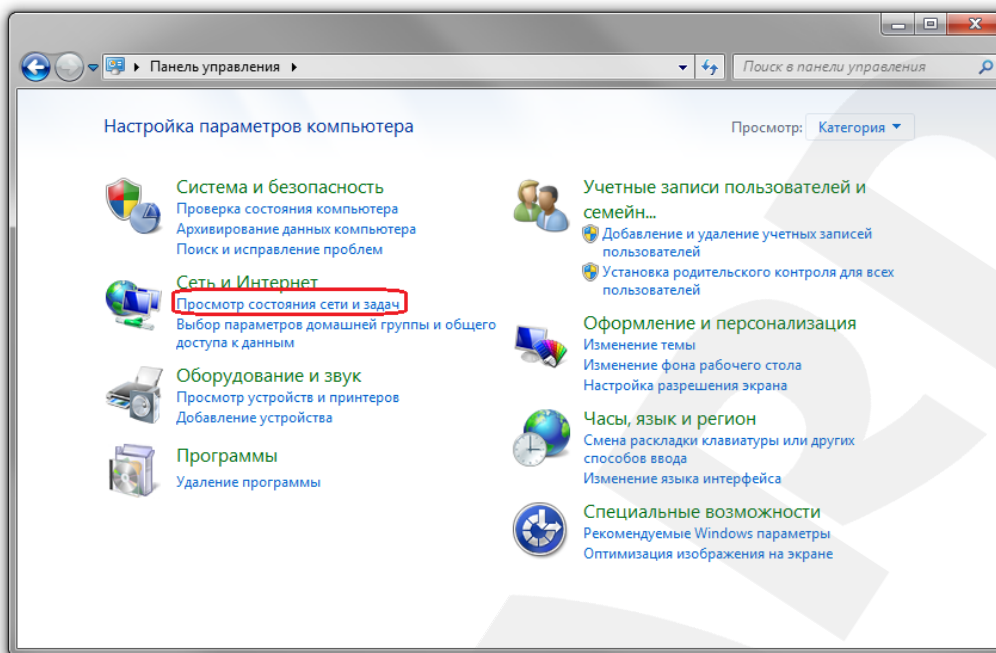 Панель управления
Поиск в панели управления
Настройка параметров компьютера
Просмотр: Категория
Система и безопасность
Проверка состояния компьютера
Архивирование данных компьютера
Поиск и исправление проблем
Сеть и Интернет
Просмотр состояния сети и задач
Выбор параметров домашней группы и общего
доступа к данным
Оборудование и звук
Просмотр устройств и принтеров
Добавление устройства
Программы
Удаление программы
Учетные записи пользователей и
семейн...
Добавление и удаление учетных записей
пользователей
Установка родительского контроля для всех
пользователей
Оформление и персонализация
Изменение темы
Изменение фона рабочего стола
Настройка разрешения экрана
Часы, язык и регион
Смена раскладки клавиатуры или других
способов ввода
Изменение языка интерфейса
Специальные возможности
Рекомендуемые Windows параметры
Оптимизация изображения на экране